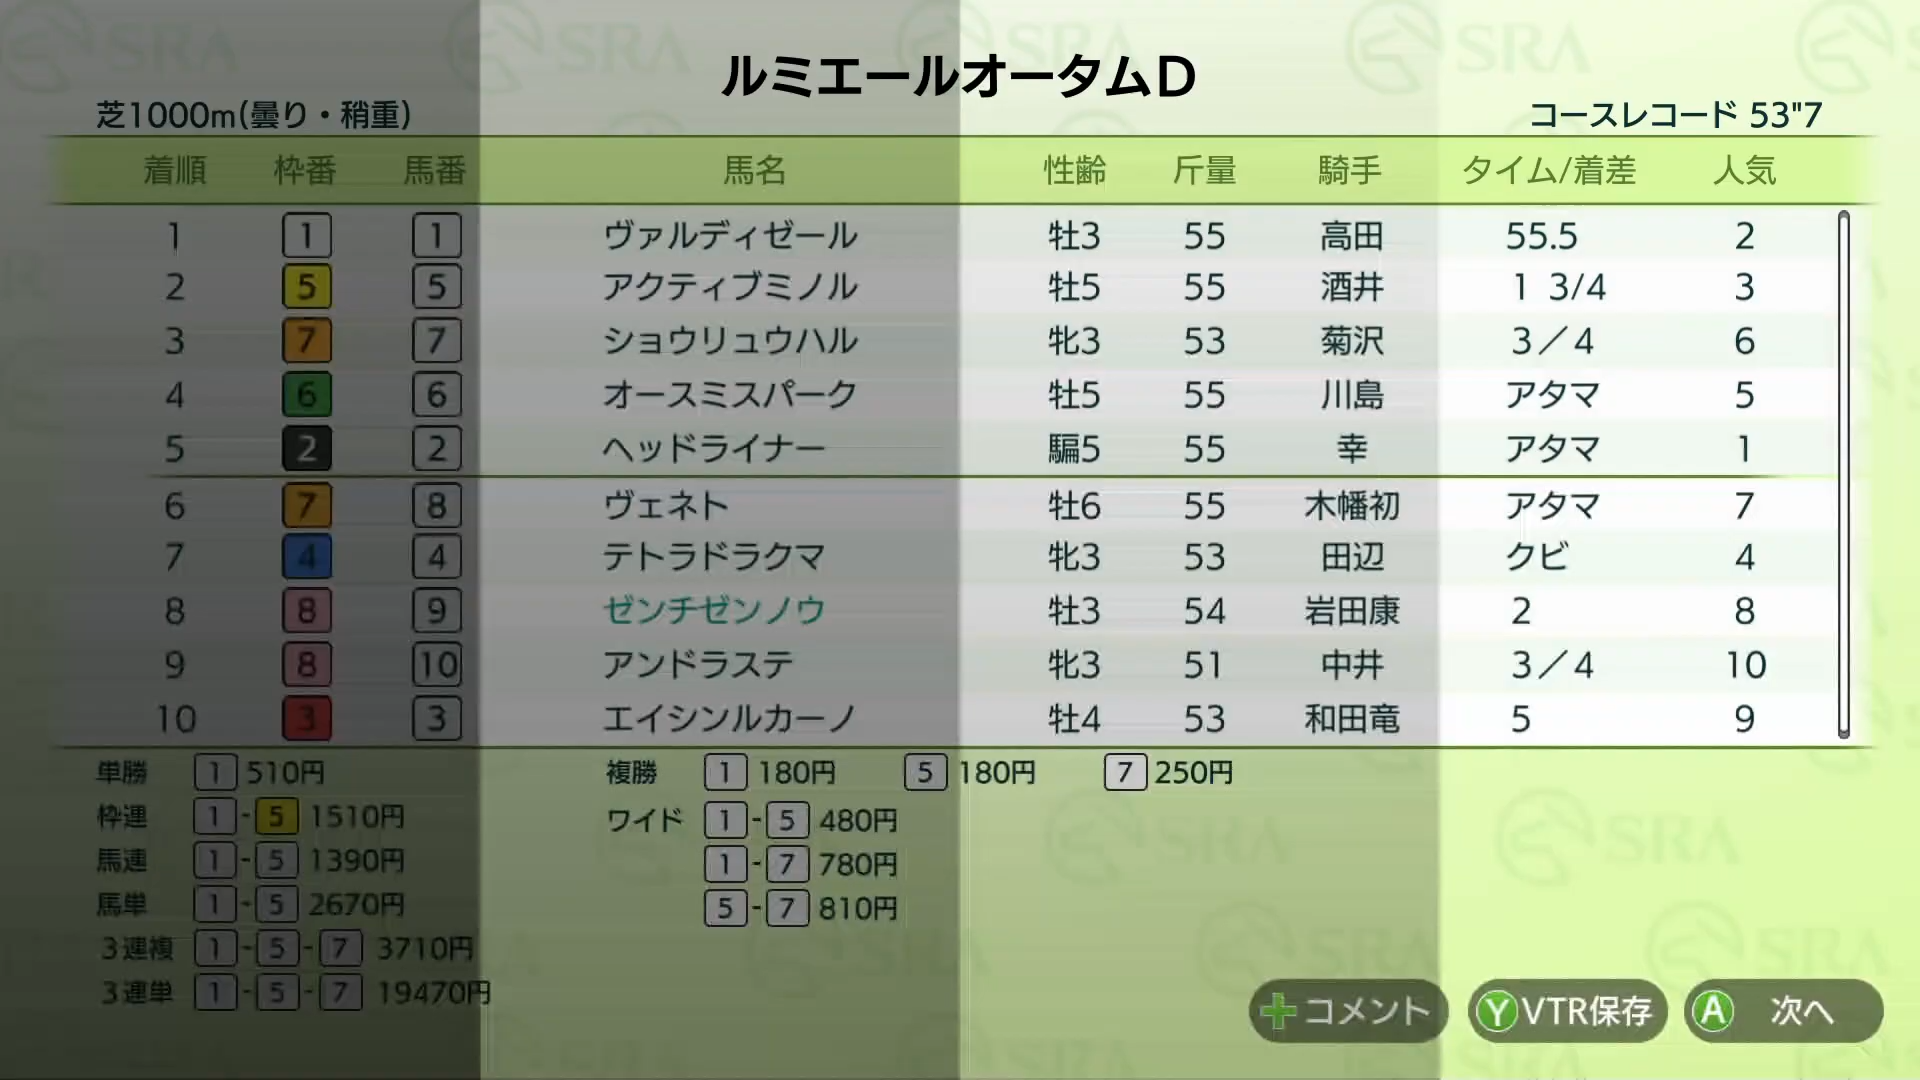 ルミエールオータムD
芝1000m(曇り・稍重)
コースレコード 53"7
着順 枠番 馬番 馬名 性齢 斤量 騎手 タイム/着差 人気
1 1 1 ヴァルディゼール 牡3 55 高田 55.5 2
2 5 5 アクティブミノル 牡5 55 酒井 1 3/4 3
3 7 7 ショウリュウハル 牝3 53 菊沢 3／4 6
4 6 6 オースミスパーク 牡5 55 川島 アタマ 5
5 2 2 ヘッドライナー 騸5 55 幸 アタマ 1
6 7 8 ヴェネト 牡6 55 木幡初 アタマ 7
7 4 4 テトラドラクマ 牝3 53 田辺 クビ 4
8 8 9 ゼンチゼンノウ 牡3 54 岩田康 2 8
9 8 10 アンドラステ 牝3 51 中井 3／4 10
10 3 3 エイシンルカーノ 牡4 53 和田竜 5 9
単勝 1 510円 複勝 1 180円 5 180円 7 250円
枠連 1-5 1510円 ワイド 1-5 480円
馬連 1-5 1390円 1-7 780円
馬単 1-5 2670円 5-7 810円
3連複 1-5-7 3710円
3連単 1-5-7 19470円
コメント Y VTR保存 A 次へ
SRA